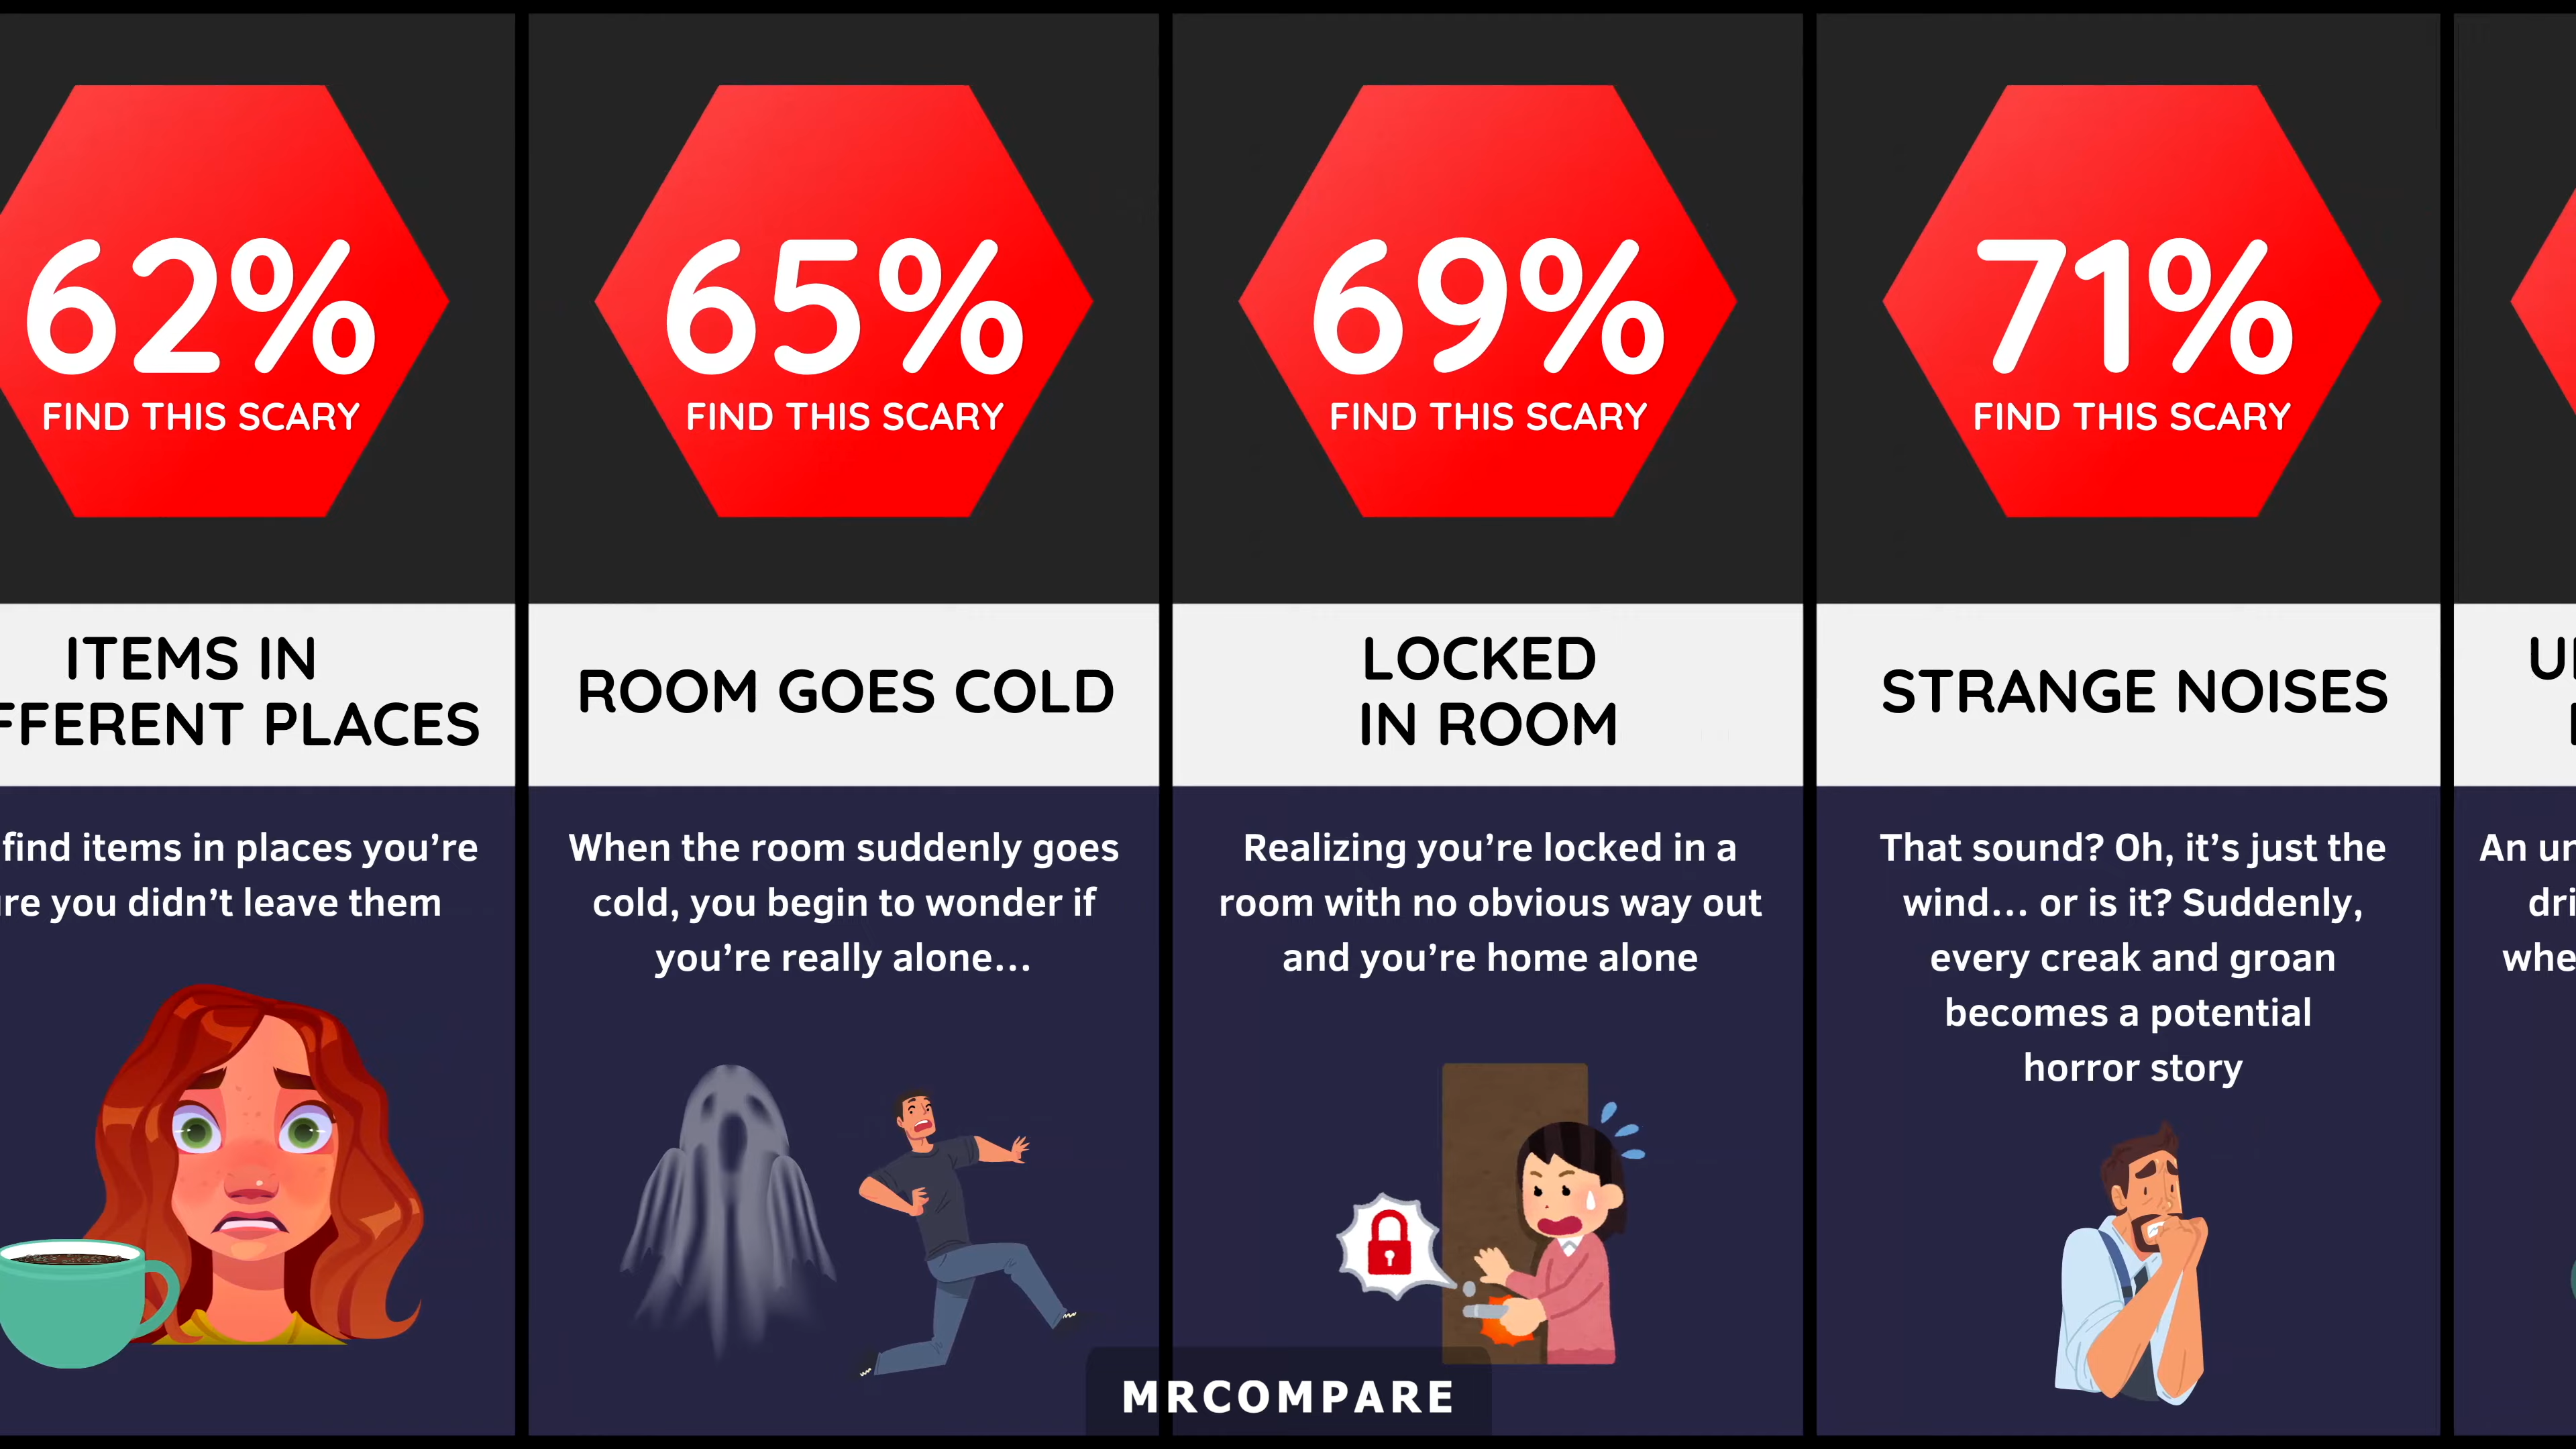 62%
FIND THIS SCARY
ITEMS IN
FFERENT PLACES
find items in places you're
re you didn't leave them
65%
FIND THIS SCARY
ROOM GOES COLD
When the room suddenly goes
cold, you begin to wonder if
you're really alone...
69%
FIND THIS SCARY
LOCKED
IN ROOM
Realizing you're locked in a
room with no obvious way out
and you're home alone
71%
FIND THIS SCARY
STRANGE NOISES
That sound? Oh, it's just the
wind... or is it? Suddenly,
every creak and groan
becomes a potential
horror story
An un
dri
whe
MRCOMPARE